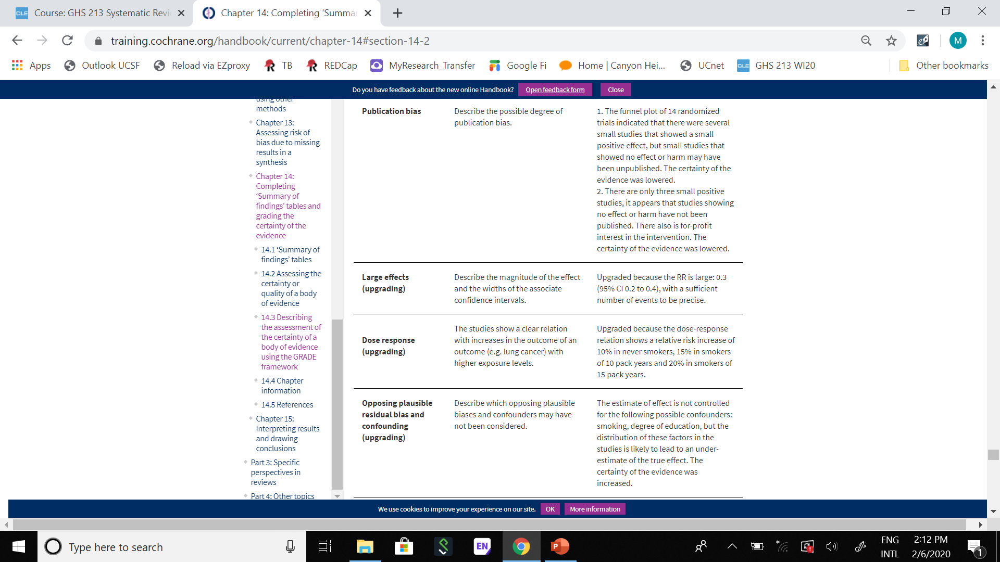 CLE Course: GHS 213 Systematic Revi
Chapter 14: Completing ‘Summar
training.cochrane.org/handbook/current/chapter-14#section-14-2
M
Apps
Outlook UCSF
Reload via EZproxy
TB
REDCap
MyResearch_Transfer
Google Fi
Home | Canyon Hei...
UCnet
CLE GHS 213 WI20
Other bookmarks
Do you have feedback about the new online Handbook? Open feedback form Close
using other
methods
Chapter 13:
Assessing risk of
bias due to missing
results in a
synthesis
Chapter 14:
Completing
‘Summary of
findings’ tables and
grading the
certainty of the
evidence
14.1 ‘Summary of
findings’ tables
14.2 Assessing the
certainty or
quality of a body
of evidence
14.3 Describing
the assessment of
the certainty of a
body of evidence
using the GRADE
framework
14.4 Chapter
information
14.5 References
Chapter 15:
Interpreting results
and drawing
conclusions
Part 3: Specific
perspectives in
reviews
Part 4: Other topics
Publication bias
Describe the possible degree of
publication bias.
1. The funnel plot of 14 randomized
trials indicated that there were several
small studies that showed a small
positive effect, but small studies that
showed no effect or harm may have
been unpublished. The certainty of the
evidence was lowered.
2. There are only three small positive
studies, it appears that studies showing
no effect or harm have not been
published. There also is for-profit
interest in the intervention. The
certainty of the evidence was lowered.
Large effects
(upgrading)
Describe the magnitude of the effect
and the widths of the associate
confidence intervals.
Upgraded because the RR is large: 0.3
(95% CI 0.2 to 0.4), with a sufficient
number of events to be precise.
Dose response
(upgrading)
The studies show a clear relation
with increases in the outcome of an
outcome (e.g. lung cancer) with
higher exposure levels.
Upgraded because the dose-response
relation shows a relative risk increase of
10% in never smokers, 15% in smokers
of 10 pack years and 20% in smokers of
15 pack years.
Opposing plausible
residual bias and
confounding
(upgrading)
Describe which opposing plausible
biases and confounders may have
not been considered.
The estimate of effect is not controlled
for the following possible confounders:
smoking, degree of education, but the
distribution of these factors in the
studies is likely to lead to an under-
estimate of the true effect. The
certainty of the evidence was
increased.
We use cookies to improve your experience on our site. OK More information
Type here to search
EN
P
ENG
INTL
2:12 PM
2/6/2020
1